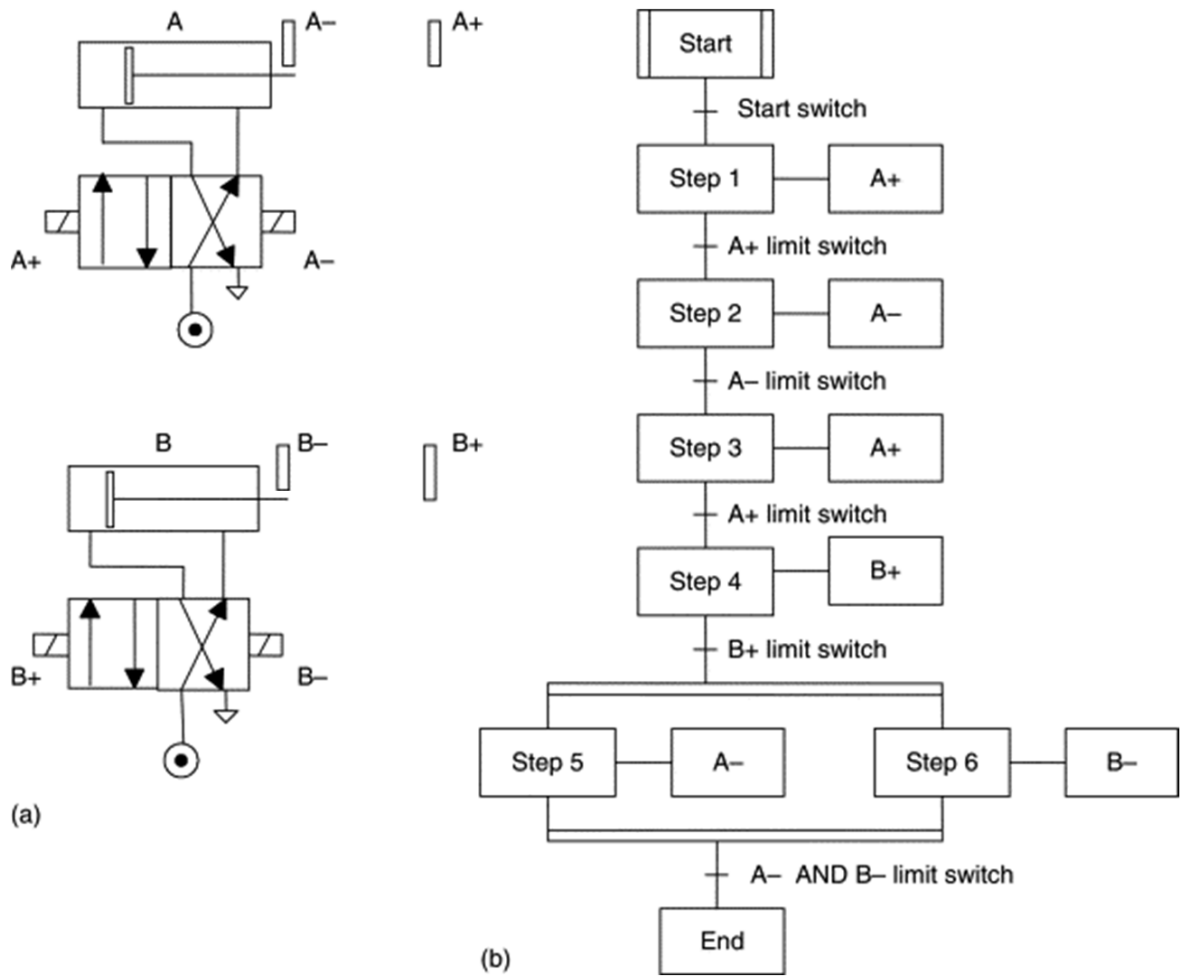 A
A–
A+
A+
A–
B
B–
B+
B+
B–
(a)
Start
Start switch
Step 1
A+
A+ limit switch
Step 2
A–
A– limit switch
Step 3
A+
A+ limit switch
Step 4
B+
B+ limit switch
Step 5
A–
Step 6
B–
A– AND B– limit switch
End
(b)